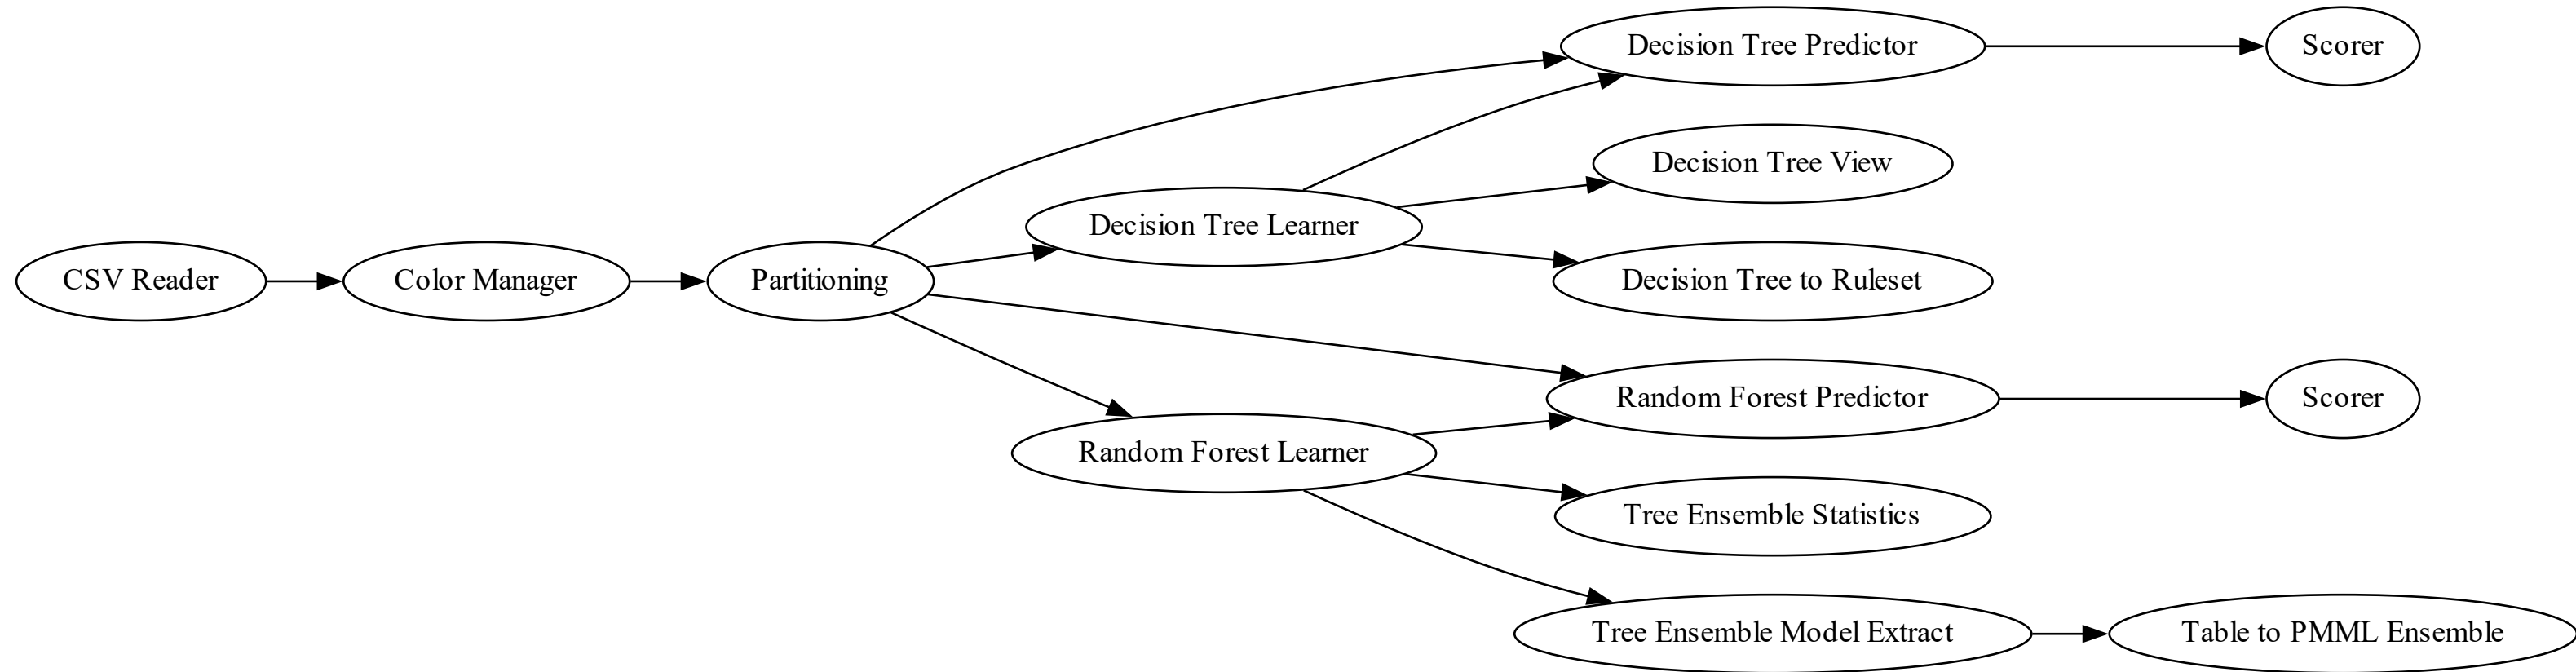 Decision Tree Predictor
Scorer
Decision Tree View
Decision Tree Learner
CSV Reader
Color Manager
Partitioning
Decision Tree to Ruleset
Random Forest Predictor
Scorer
Random Forest Learner
Tree Ensemble Statistics
Tree Ensemble Model Extract
Table to PMML Ensemble